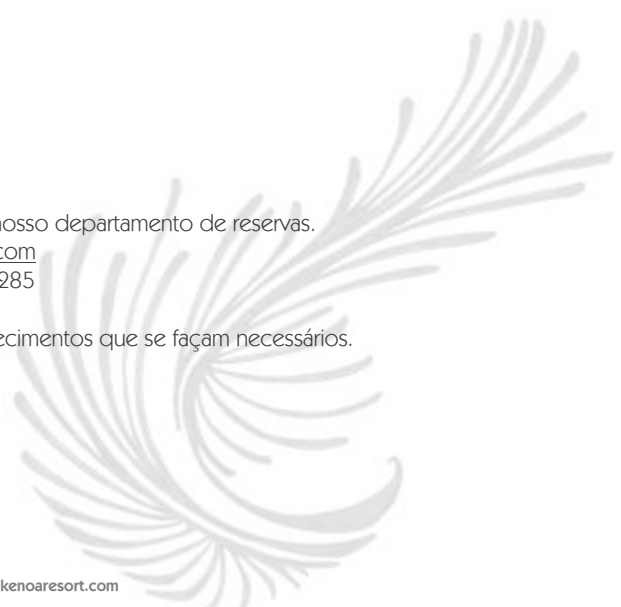 nosso departamento de reservas.
com
285
ecimentos que se façam necessários.
kenoaresort.com